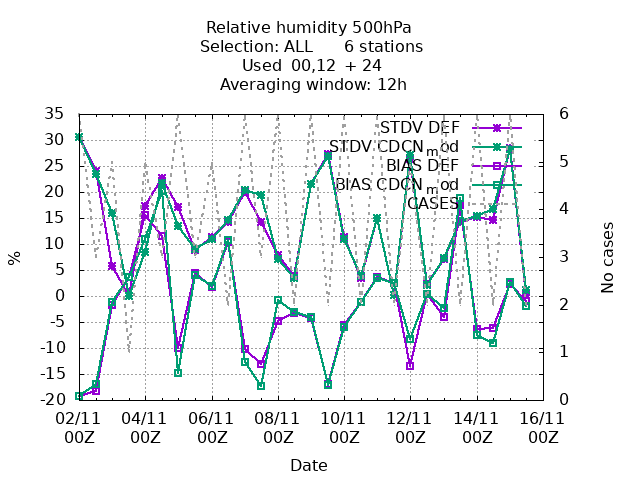 Relative humidity 500hPa
Selection: ALL 6 stations
Used 00,12 + 24
Averaging window: 12h
35
30
25
20
15
10
5
0
-5
-10
-15
-20
%
6
5
4
3
2
1
0
No cases
STDV DEF
STDV CDCN_mod
BIAS DEF
BIAS CDCN_mod
CASES
02/11 04/11 06/11 08/11 10/11 12/11 14/11 16/11
00Z 00Z 00Z 00Z 00Z 00Z 00Z 00Z
Date